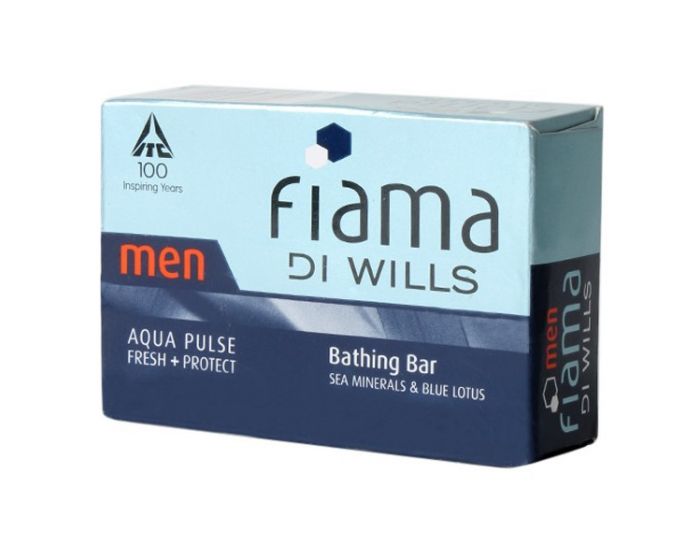 ITC
100
Inspiring Years
fiama
DI WILLS
men
AQUA PULSE
FRESH + PROTECT
Bathing Bar
SEA MINERALS & BLUE LOTUS
men
fiama
DI WILLS